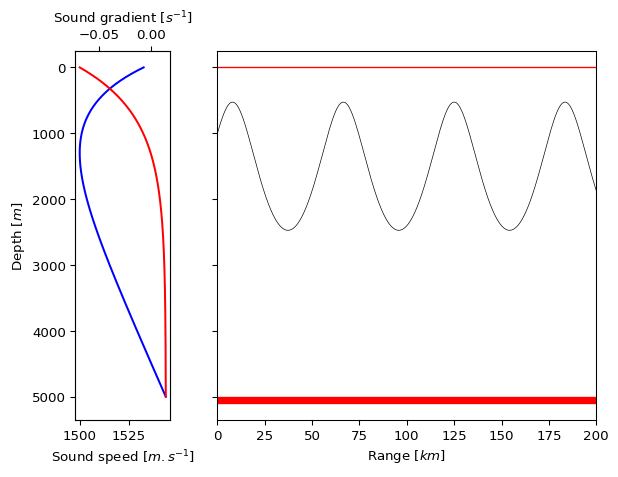 Sound gradient [s⁻¹]
−0.05 0.00
0
1000
2000
3000
4000
5000
Depth [m]
1500 1525
Sound speed [m.s⁻¹]
0 25 50 75 100 125 150 175 200
Range [km]